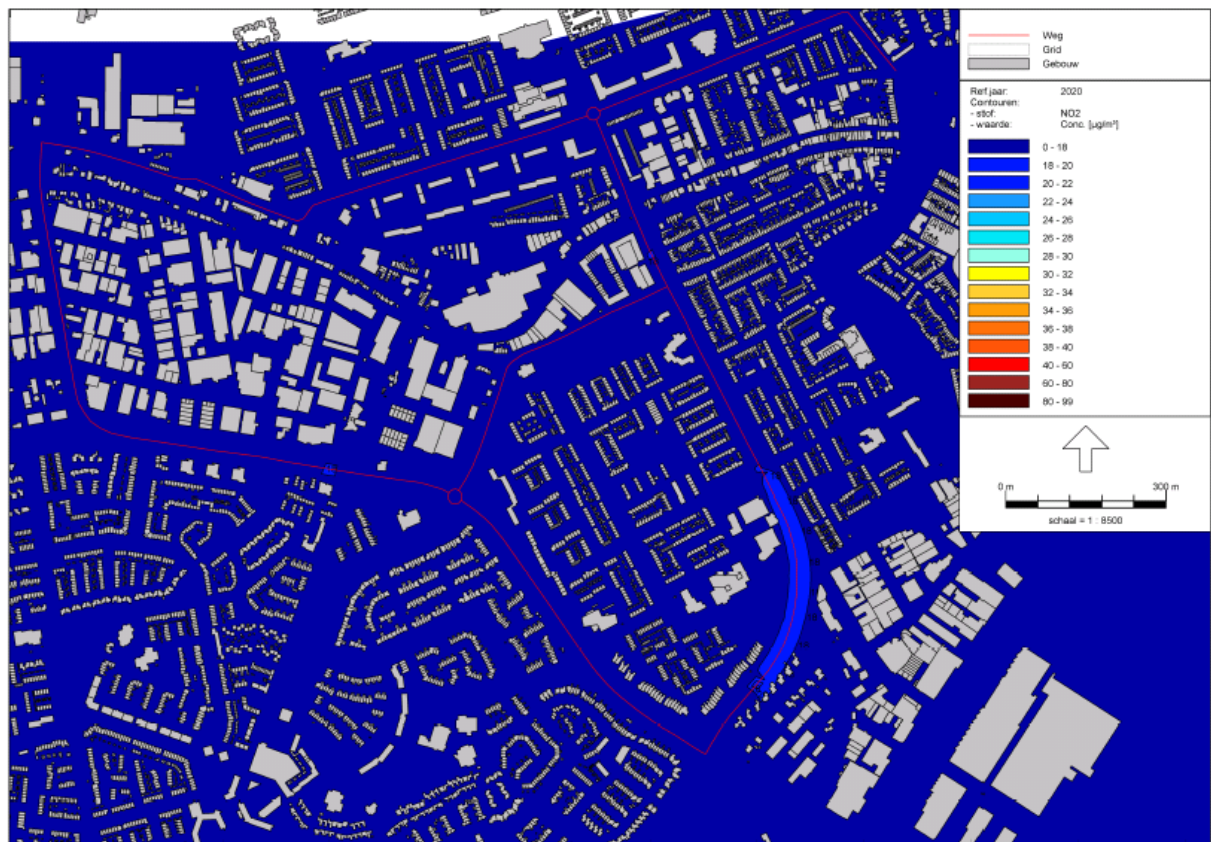 Weg
Grid
Gebouw
Ref.jaar: 2020
Contouren:
- stof: NO2
- waarde: Conc. [µg/m³]
0 - 18
18 - 20
20 - 22
22 - 24
24 - 26
26 - 28
28 - 30
30 - 32
32 - 34
34 - 36
36 - 38
38 - 40
40 - 60
60 - 80
80 - 99
0 m 300 m
schaal = 1 : 8500